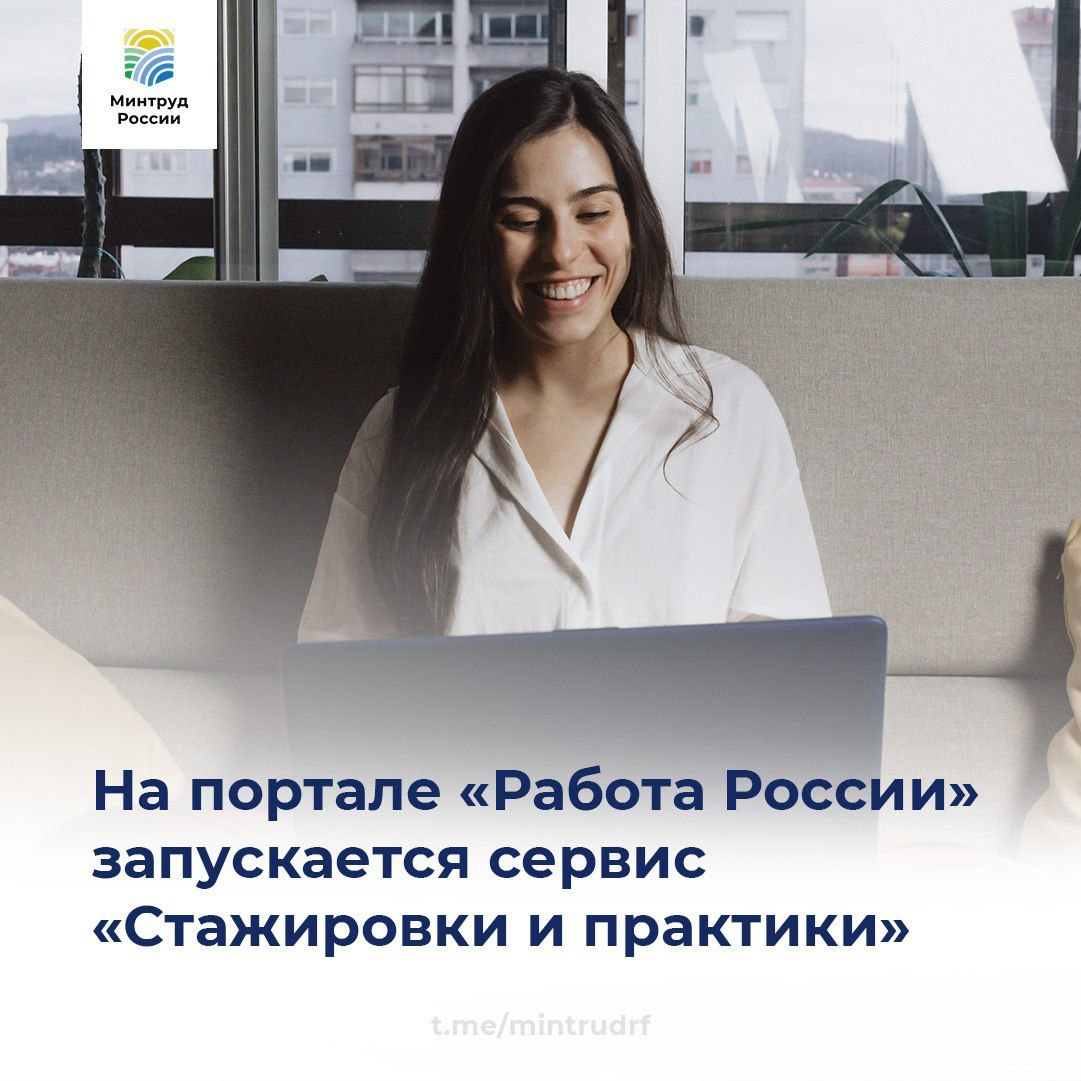 Минтруд
России
На портале «Работа России»
запускается сервис
«Стажировки и практики»
t.me/mintrudrf